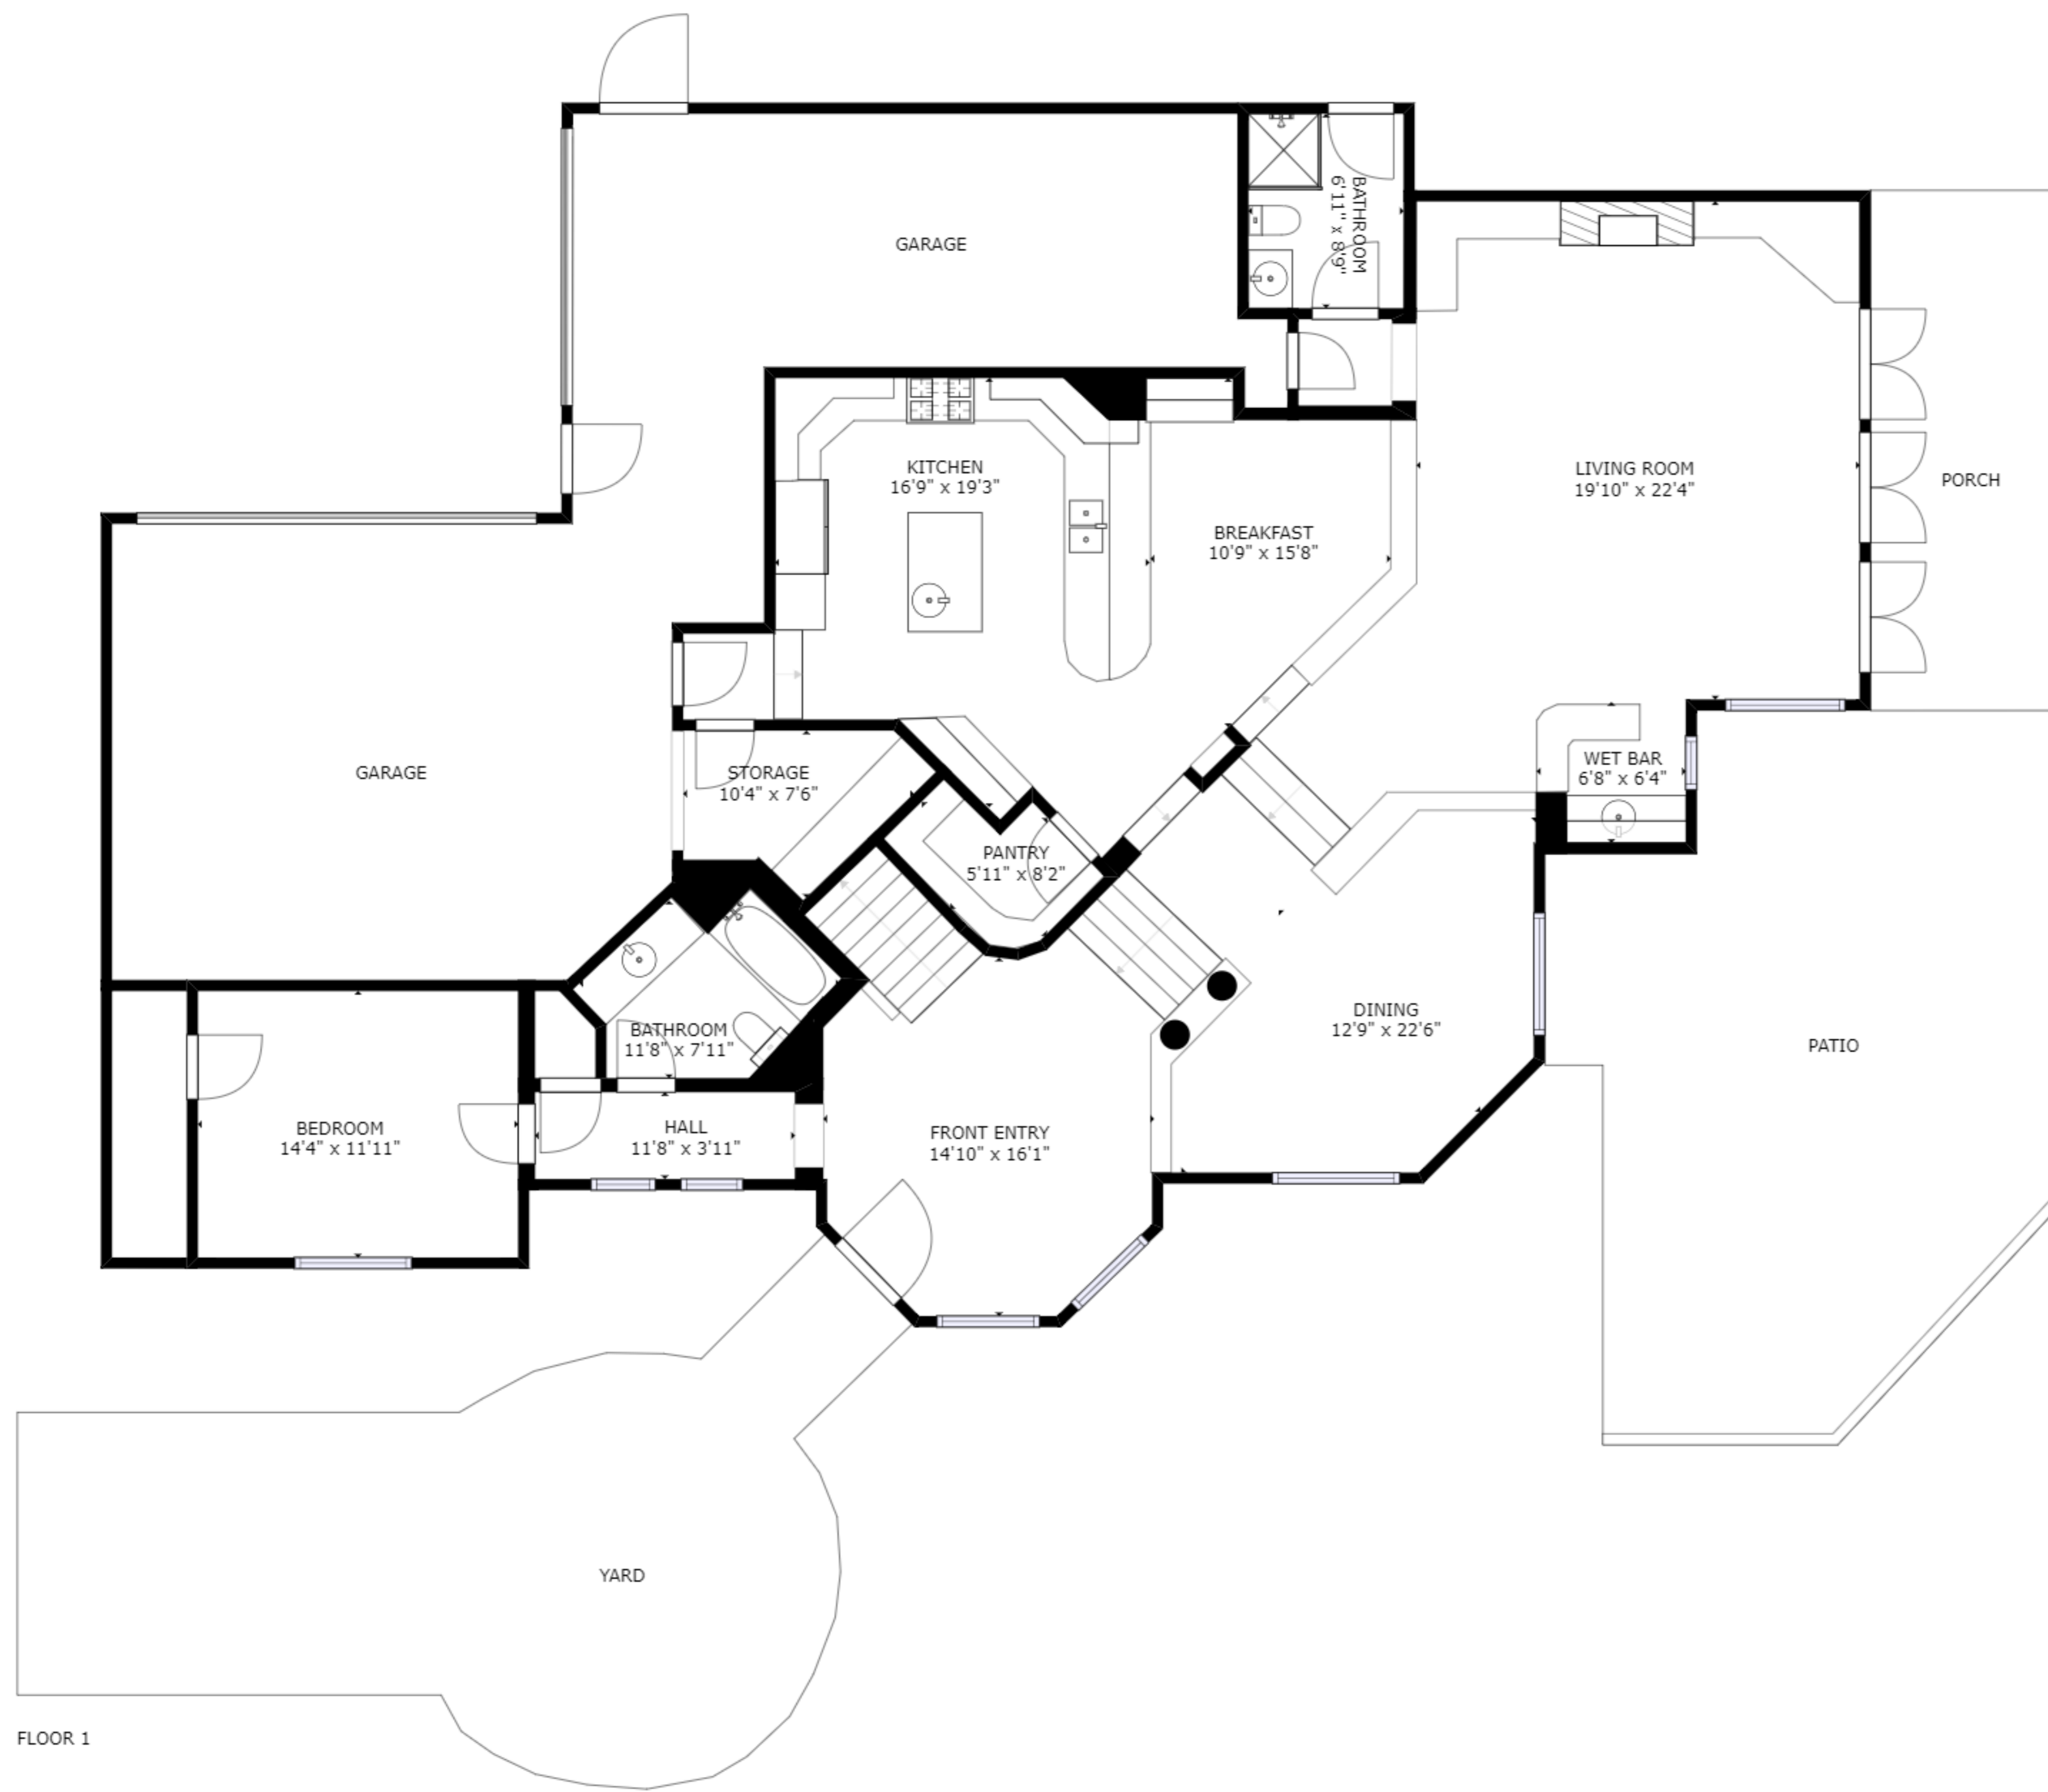 GARAGE
BATHROOM
6'11" x 8'9"
KITCHEN
16'9" x 19'3"
LIVING ROOM
19'10" x 22'4"
PORCH
BREAKFAST
10'9" x 15'8"
GARAGE
STORAGE
10'4" x 7'6"
WET BAR
6'8" x 6'4"
PANTRY
5'11" x 8'2"
DINING
12'9" x 22'6"
PATIO
BATHROOM
11'8" x 7'11"
BEDROOM
14'4" x 11'11"
HALL
11'8" x 3'11"
FRONT ENTRY
14'10" x 16'1"
YARD
FLOOR 1